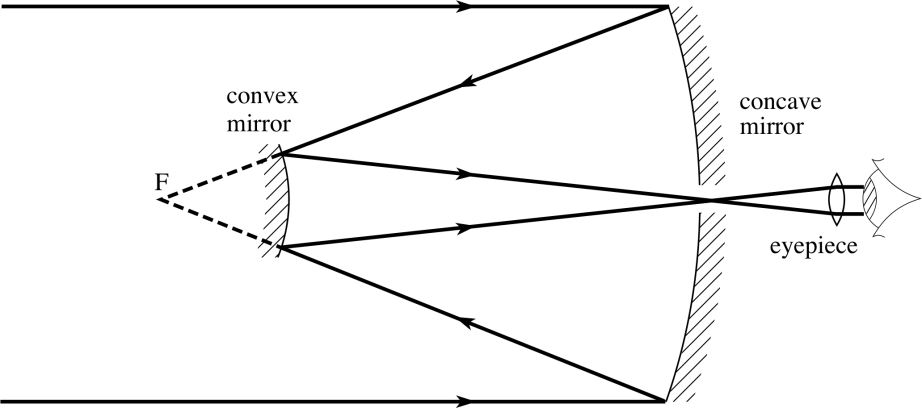 convex
mirror
concave
mirror
F
eyepiece